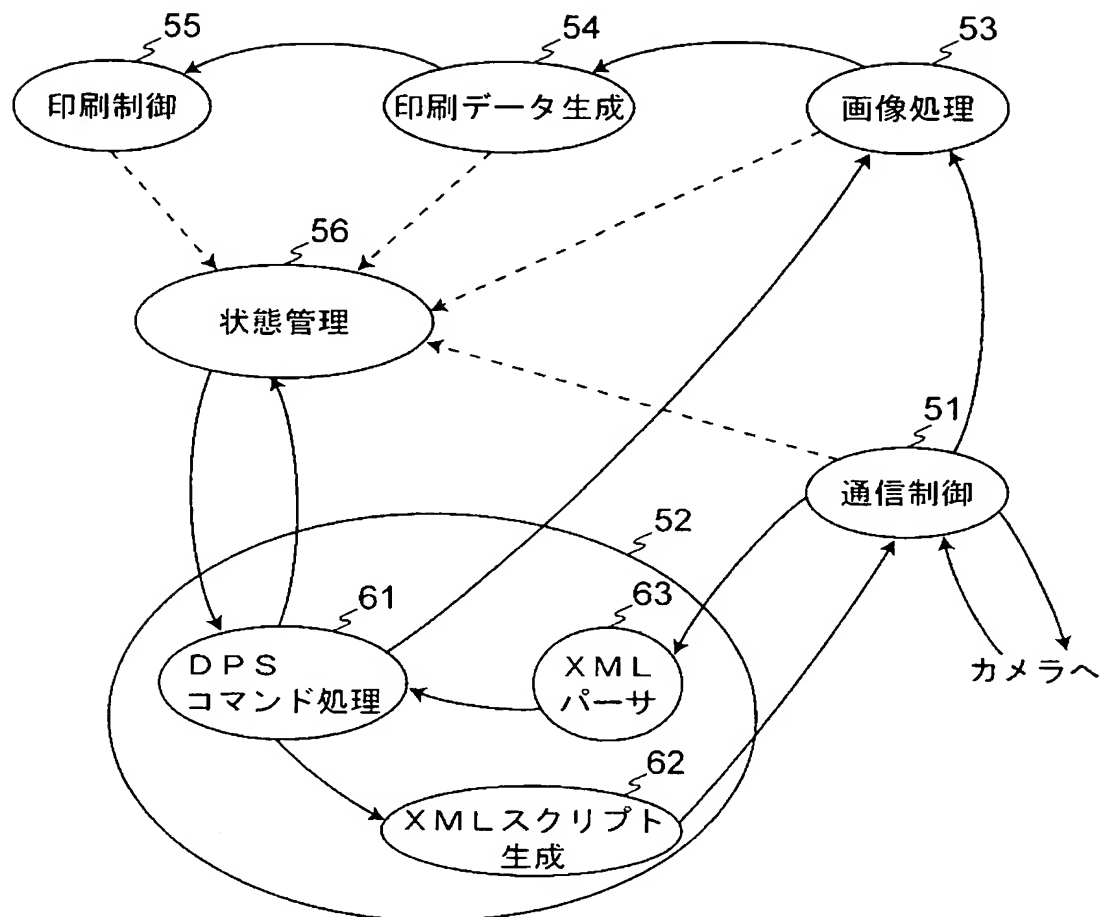 55
54
53
印刷制御
印刷データ生成
画像処理
56
状態管理
51
通信制御
52
61
63
DPS
コマンド処理
XML
パーサ
カメラへ
62
XMLスクリプト
生成